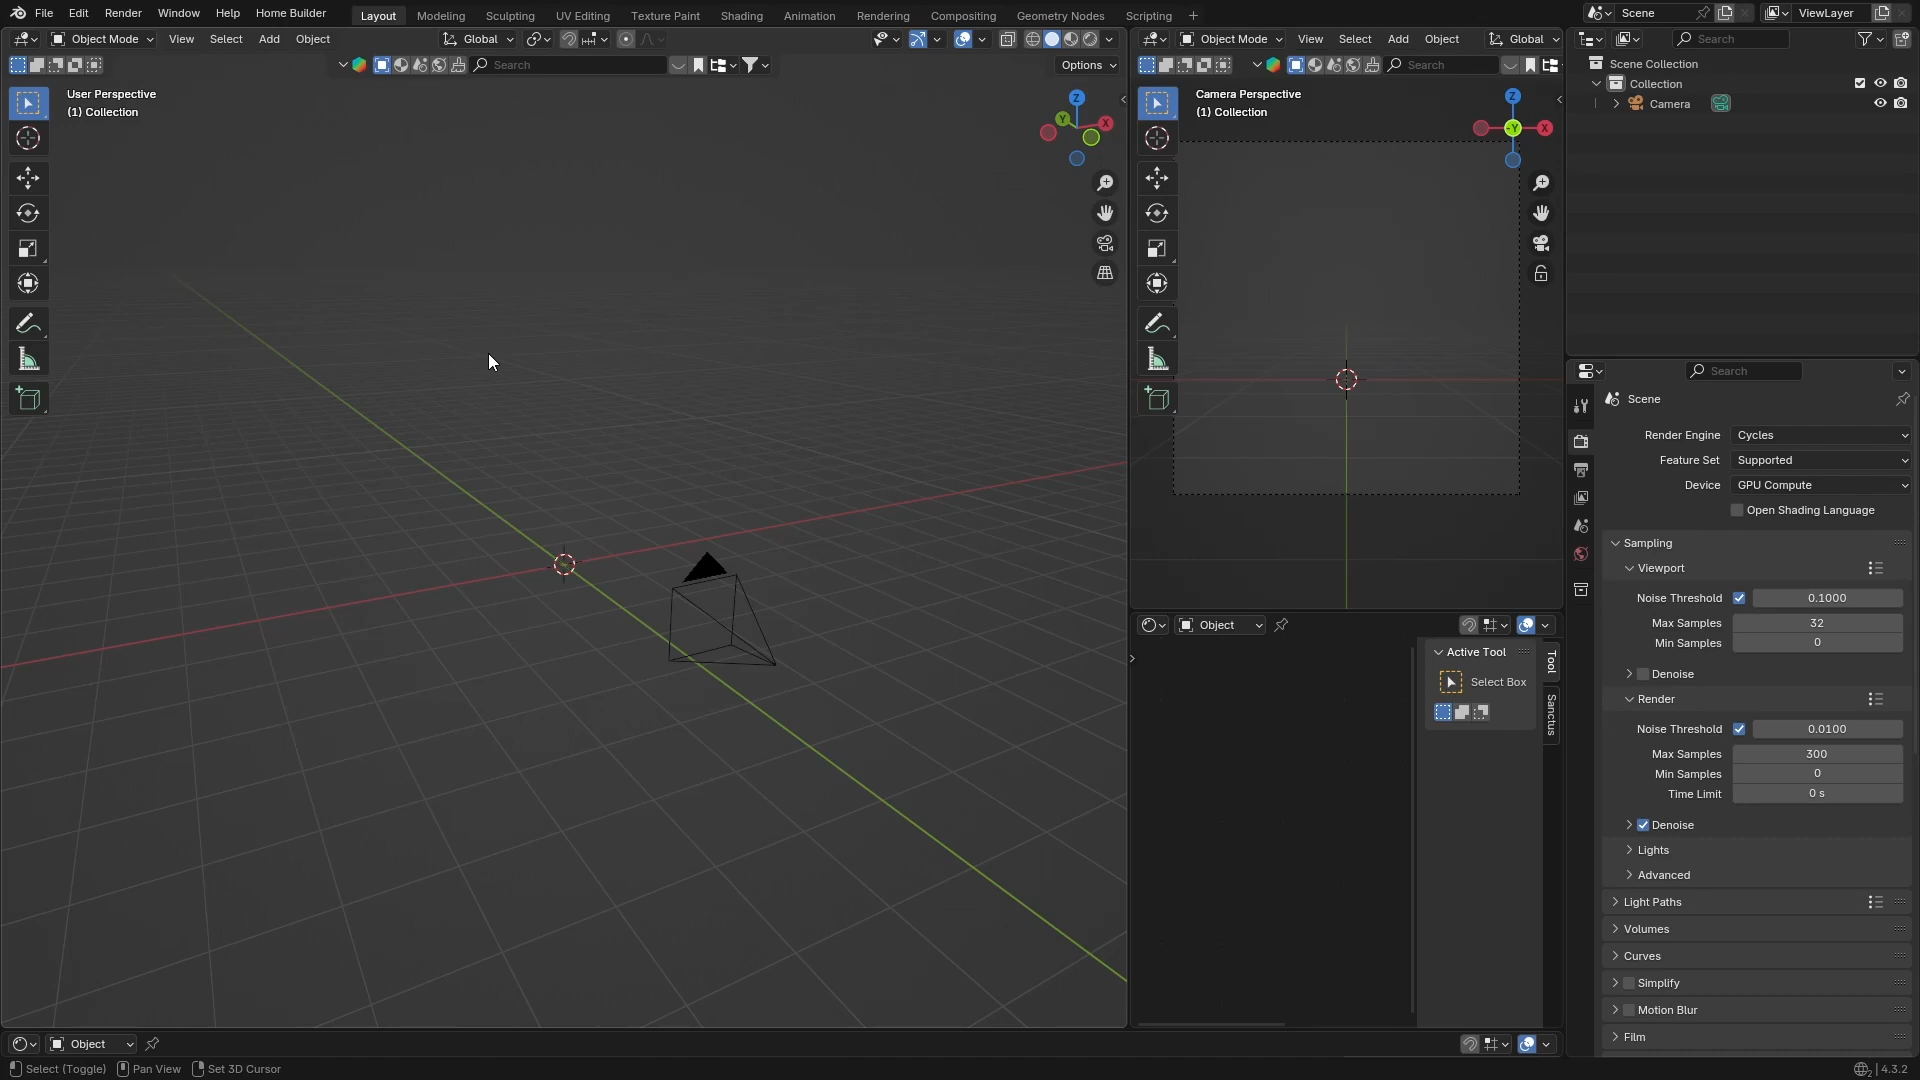 File Edit Render Window Help Home Builder Layout Modeling Sculpting UV Editing Texture Paint Shading Animation Rendering Compositing Geometry Nodes Scripting + Scene ViewLayer
Object Mode View Select Add Object Global
Search Options
User Perspective
(1) Collection
Z
Y
X
Object Mode View Select Add Object Global
Search
Camera Perspective
(1) Collection
Z
-Y
X
Object
Active Tool
Select Box
Tool
Sanctus
Search
Scene Collection
Collection
Camera
Search
Scene
Render Engine Cycles
Feature Set Supported
Device GPU Compute
Open Shading Language
Sampling
Viewport
Noise Threshold 0.1000
Max Samples 32
Min Samples 0
Denoise
Render
Noise Threshold 0.0100
Max Samples 300
Min Samples 0
Time Limit 0 s
Denoise
Lights
Advanced
Light Paths
Volumes
Curves
Simplify
Motion Blur
Film
Object
Select (Toggle) Pan View Set 3D Cursor 4.3.2